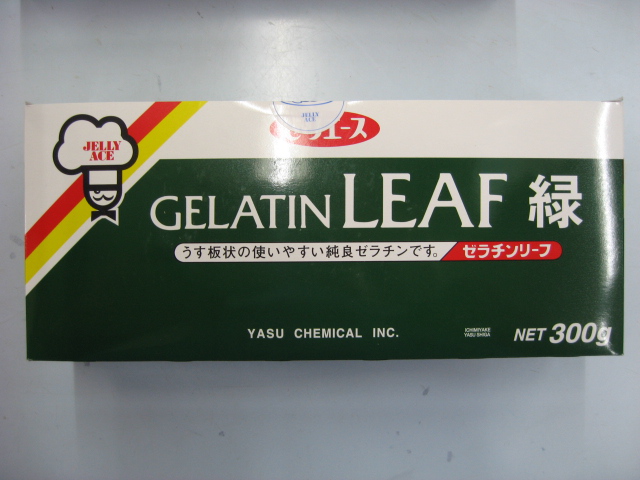 JELLY
ACE
JELLY
ACE
エース
GELATIN LEAF 緑
うす板状の使いやすい純良ゼラチンです。 ゼラチンリーフ
YASU CHEMICAL INC.
ICHIMIYAKE
YASU SHIGA
NET 300g